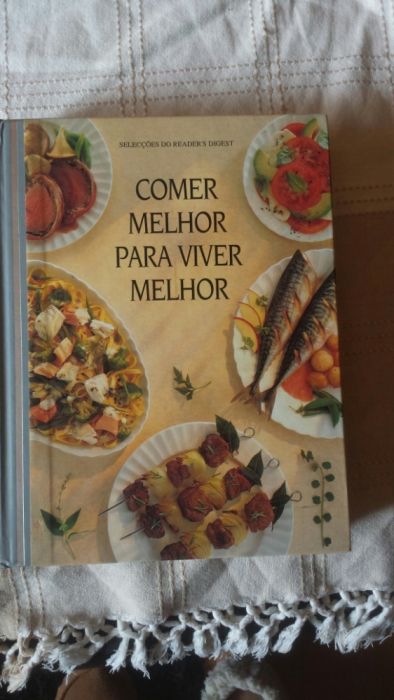 SELECÇÕES DO READER'S DIGEST
COMER
MELHOR
PARA VIVER
MELHOR